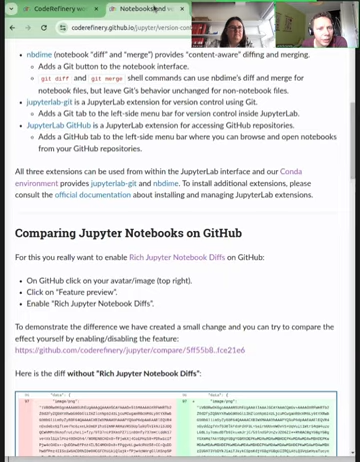 CodeRefinery w
Notebooks and ve
coderefinery.github.io/jupyter/version-con
nbdime (notebook “diff” and “merge”) provides “content-aware” diffing and merging.
Adds a Git button to the notebook interface.
git diff and git merge shell commands can use nbdime’s diff and merge for
notebook files, but leave Git’s behavior unchanged for non-notebook files.
jupyterlab-git is a JupyterLab extension for version control using Git.
Adds a Git tab to the left-side menu bar for version control inside JupyterLab.
JupyterLab GitHub is a JupyterLab extension for accessing GitHub repositories.
Adds a GitHub tab to the left-side menu bar where you can browse and open notebooks
from your GitHub repositories.
All three extensions can be used from within the JupyterLab interface and our Conda
environment provides jupyterlab-git and nbdime. To install additional extensions, please
consult the official documentation about installing and managing JupyterLab extensions.
Comparing Jupyter Notebooks on GitHub
For this you really want to enable Rich Jupyter Notebook Diffs on GitHub:
On GitHub click on your avatar/image (top right).
Click on “Feature preview”.
Enable “Rich Jupyter Notebook Diffs”.
To demonstrate the difference we have created a small change and you can try to compare the
effect yourself by enabling/disabling the feature:
https://github.com/coderefinery/jupyter/compare/5ff55b8..fce21e6
Here is the diff without “Rich Jupyter Notebook Diffs”: